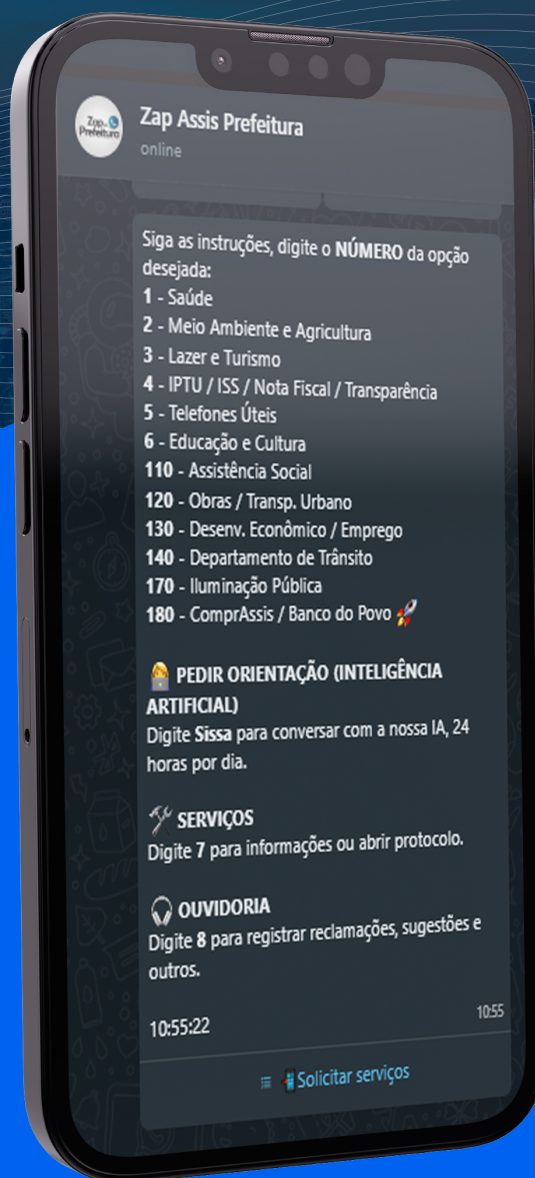 Zap
Prefeitura
Zap Assis Prefeitura
online
Siga as instruções, digite o NÚMERO da opção
desejada:
1 - Saúde
2 - Meio Ambiente e Agricultura
3 - Lazer e Turismo
4 - IPTU / ISS / Nota Fiscal / Transparência
5 - Telefones Úteis
6 - Educação e Cultura
110 - Assistência Social
120 - Obras / Transp. Urbano
130 - Desenv. Econômico / Emprego
140 - Departamento de Trânsito
170 - Iluminação Pública
180 - ComprAssis / Banco do Povo 🚀
🙋 PEDIR ORIENTAÇÃO (INTELIGÊNCIA
ARTIFICIAL)
Digite Sissa para conversar com a nossa IA, 24
horas por dia.
🛠 SERVIÇOS
Digite 7 para informações ou abrir protocolo.
🎧 OUVIDORIA
Digite 8 para registrar reclamações, sugestões e
outros.
10:55:22
10:55
📲Solicitar serviços